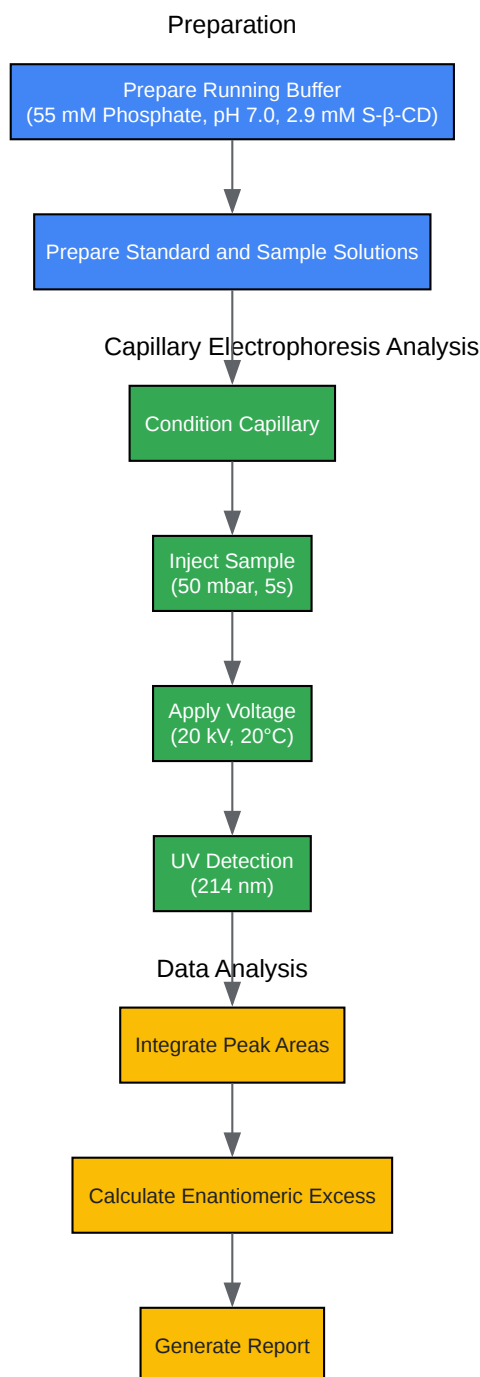 Preparation
Prepare Running Buffer
(55 mM Phosphate, pH 7.0, 2.9 mM S-β-CD)
Prepare Standard and Sample Solutions
Capillary Electrophoresis Analysis
Condition Capillary
Inject Sample
(50 mbar, 5s)
Apply Voltage
(20 kV, 20°C)
UV Detection
(214 nm)
Data Analysis
Integrate Peak Areas
Calculate Enantiomeric Excess
Generate Report